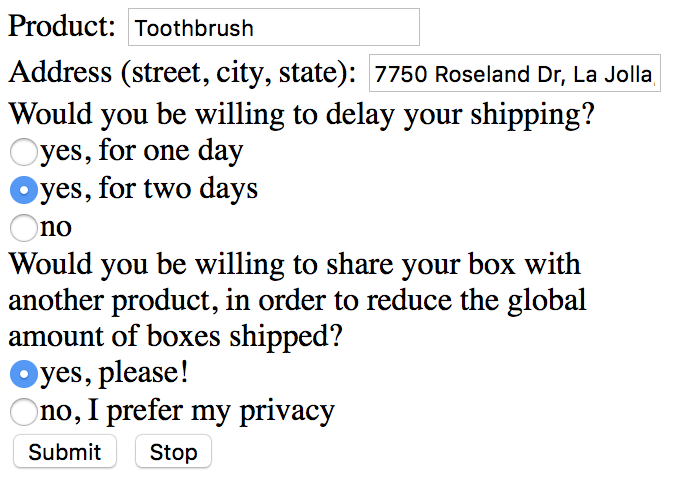 Product: Toothbrush
Address (street, city, state): 7750 Roseland Dr, La Jolla,
Would you be willing to delay your shipping?
yes, for one day
yes, for two days
no
Would you be willing to share your box with
another product, in order to reduce the global
amount of boxes shipped?
yes, please!
no, I prefer my privacy
Submit Stop